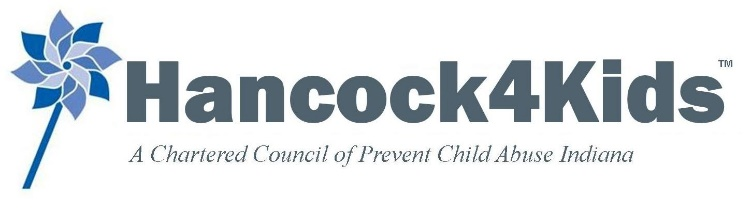 Hancock4Kids™
A Chartered Council of Prevent Child Abuse Indiana